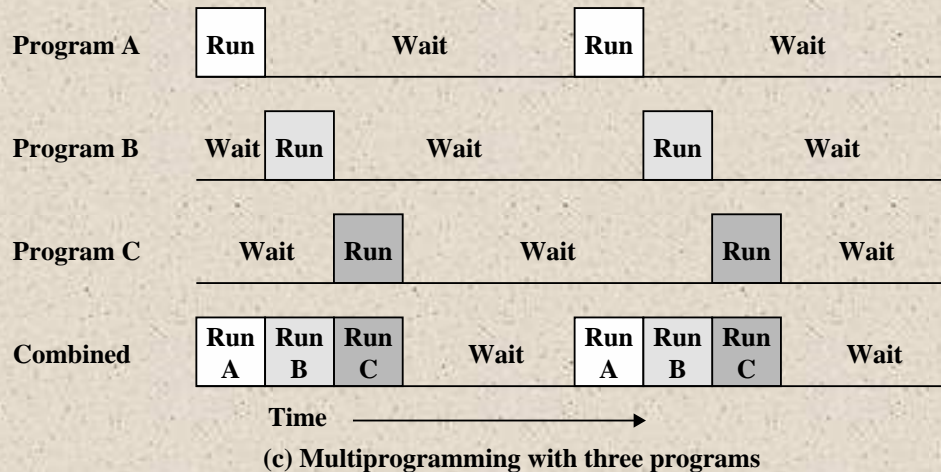 Program A Run Wait Run Wait
Program B Wait Run Wait Run Wait
Program C Wait Run Wait Run Wait
Combined Run A Run B Run C Wait Run A Run B Run C Wait
Time
(c) Multiprogramming with three programs